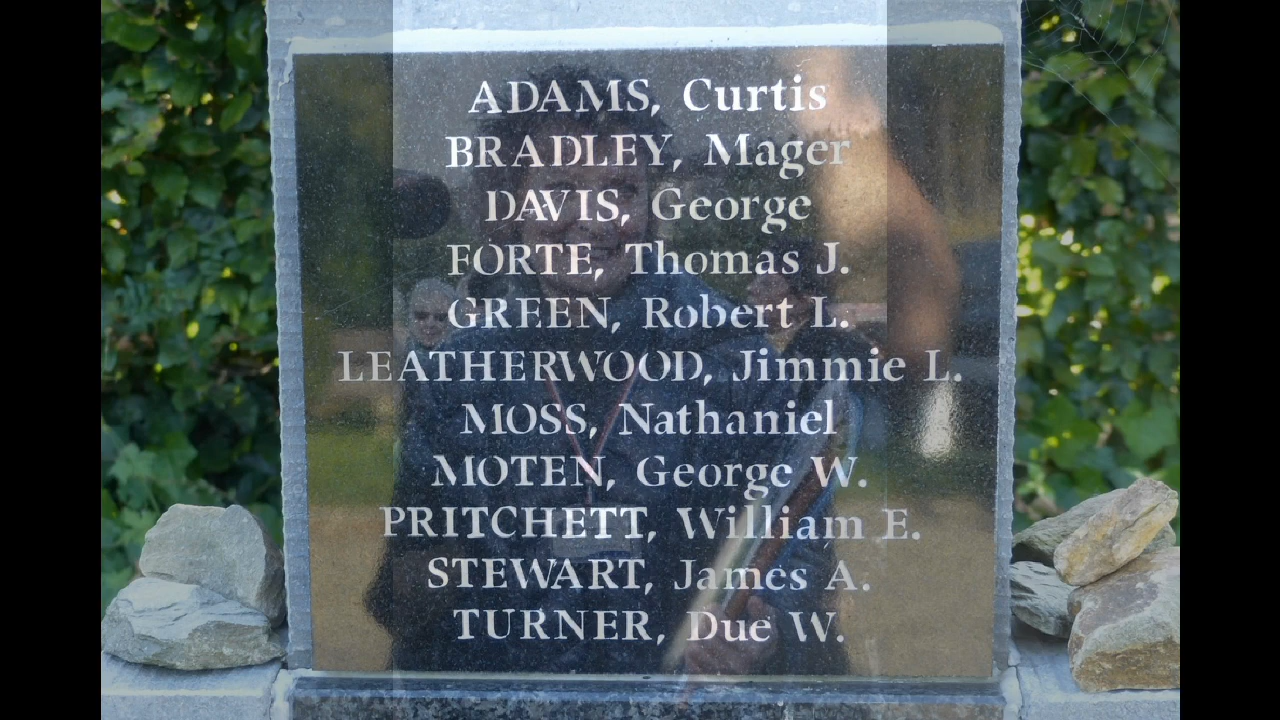 ADAMS, Curtis
BRADLEY, Mager
DAVIS, George
FORTE, Thomas J.
GREEN, Robert L.
LEATHERWOOD, Jimmie L.
MOSS, Nathaniel
MOTEN, George W.
PRITCHETT, William E.
STEWART, James A.
TURNER, Due W.